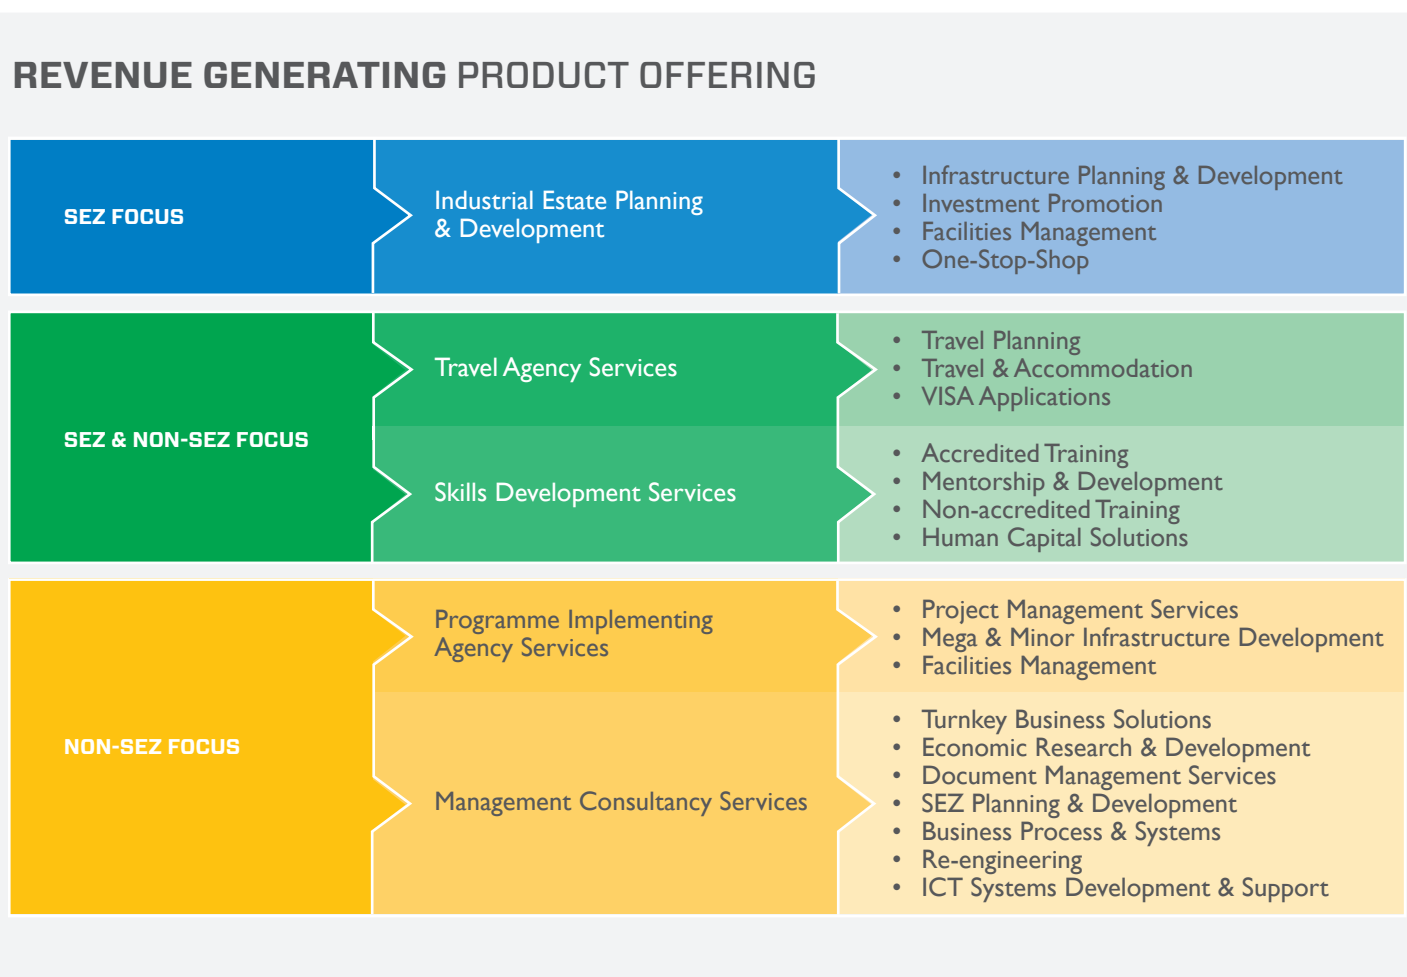 REVENUE GENERATING PRODUCT OFFERING
SEZ FOCUS
Industrial Estate Planning
& Development
• Infrastructure Planning & Development
• Investment Promotion
• Facilities Management
• One-Stop-Shop
SEZ & NON-SEZ FOCUS
Travel Agency Services
• Travel Planning
• Travel & Accommodation
• VISA Applications
Skills Development Services
• Accredited Training
• Mentorship & Development
• Non-accredited Training
• Human Capital Solutions
NON-SEZ FOCUS
Programme Implementing
Agency Services
• Project Management Services
• Mega & Minor Infrastructure Development
• Facilities Management
Management Consultancy Services
• Turnkey Business Solutions
• Economic Research & Development
• Document Management Services
• SEZ Planning & Development
• Business Process & Systems
• Re-engineering
• ICT Systems Development & Support